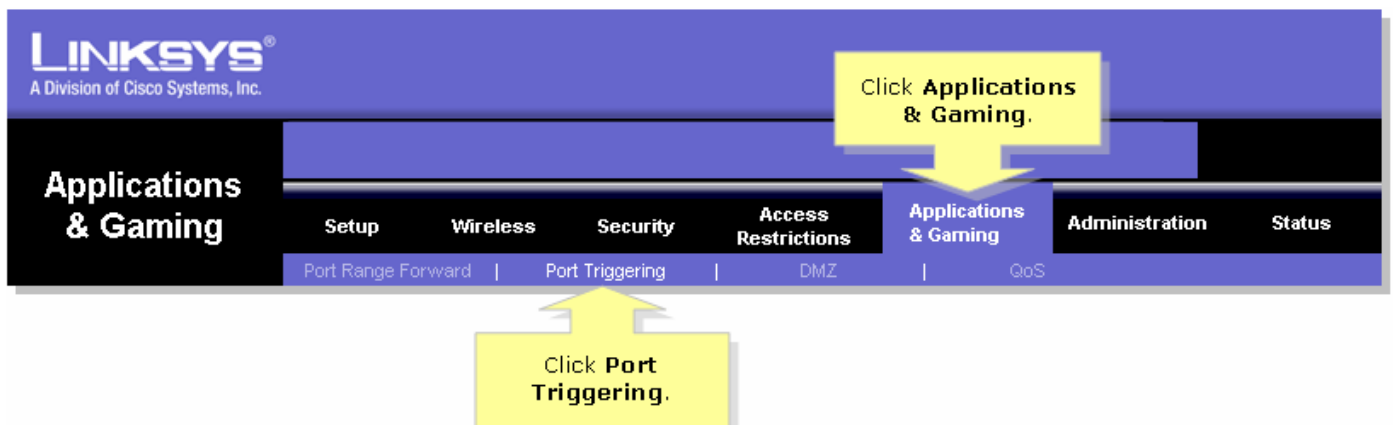 LINKSYS®
A Division of Cisco Systems, Inc.
Click Applications
& Gaming.
Applications
& Gaming
Setup Wireless Security Access Restrictions Applications & Gaming Administration Status
Port Range Forward | Port Triggering | DMZ | QoS
Click Port
Triggering.